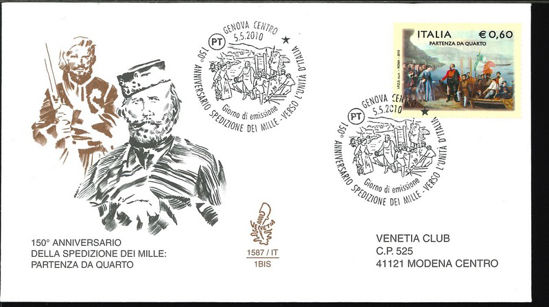 GENOVA CENTRO
5.5.2010
PT
150° ANNIVERSARIO SPEDIZIONE DEI MILLE - VERSO L'UNITÀ D'ITALIA
Giorno di emissione
ITALIA € 0,60
PARTENZA DA QUARTO
GENOVA CENTRO
5.5.2010
PT
150° ANNIVERSARIO SPEDIZIONE DEI MILLE - VERSO L'UNITÀ D'ITALIA
Giorno di emissione
150° ANNIVERSARIO
DELLA SPEDIZIONE DEI MILLE:
PARTENZA DA QUARTO
1587 / IT
1BIS
VENETIA CLUB
C.P. 525
41121 MODENA CENTRO